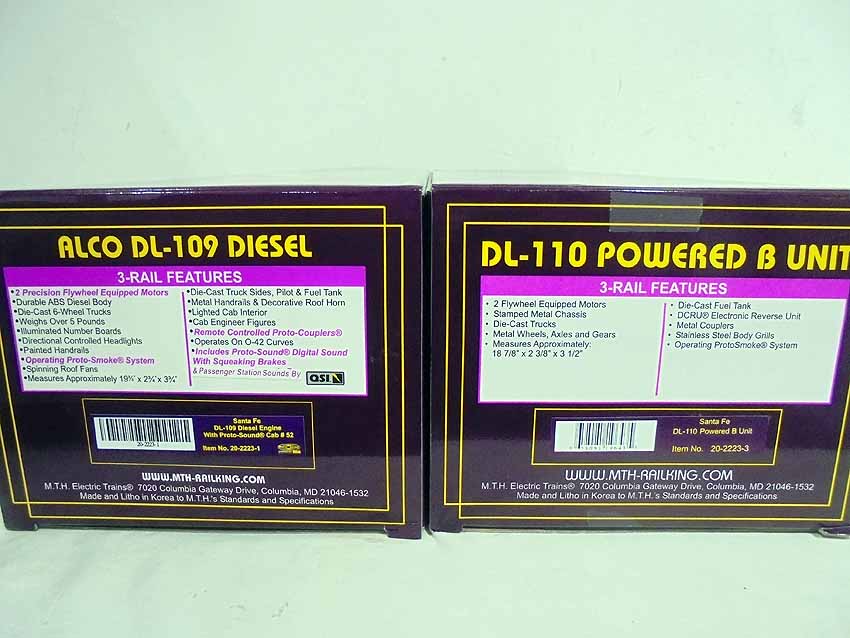 ALCO DL-109 DIESEL
3-RAIL FEATURES
•2 Precision Flywheel Equipped Motors
•Durable ABS Diesel Body
•Die-Cast 6-Wheel Trucks
•Weighs Over 5 Pounds
•Illuminated Number Boards
•Directional Controlled Headlights
•Painted Handrails
•Operating Proto-Smoke® System
•Spinning Roof Fans
•Measures Approximately 19¾" x 2¾" x 3¾"
•Die-Cast Truck Sides, Pilot & Fuel Tank
•Metal Handrails & Decorative Roof Horn
•Lighted Cab Interior
•Cab Engineer Figures
•Remote Controlled Proto-Couplers®
•Operates On O-42 Curves
•Includes Proto-Sound® Digital Sound
With Squeaking Brakes
& Passenger Station Sounds By QSI
20-2223-1
Santa Fe
DL-109 Diesel Engine
With Proto-Sound® Cab # 52
Item No. 20-2223-1
WWW.MTH-RAILKING.COM
M.T.H. Electric Trains® 7020 Columbia Gateway Drive, Columbia, MD 21046-1532
Made and Litho in Korea to M.T.H.'s Standards and Specifications
DL-110 POWERED B UNIT
3-RAIL FEATURES
• 2 Flywheel Equipped Motors
• Stamped Metal Chassis
• Die-Cast Trucks
• Metal Wheels, Axles and Gears
• Measures Approximately:
18 7/8" x 2 3/8" x 3 1/2"
• Die-Cast Fuel Tank
• DCRU® Electronic Reverse Unit
• Metal Couplers
• Stainless Steel Body Grills
• Operating ProtoSmoke® System
Santa Fe
DL-110 Powered B Unit
Item No. 20-2223-3
WWW.MTH-RAILKING.COM
M.T.H. Electric Trains® 7020 Columbia Gateway Drive, Columbia, MD 21046-1532
Made and Litho in Korea to M.T.H.'s Standards and Specifications